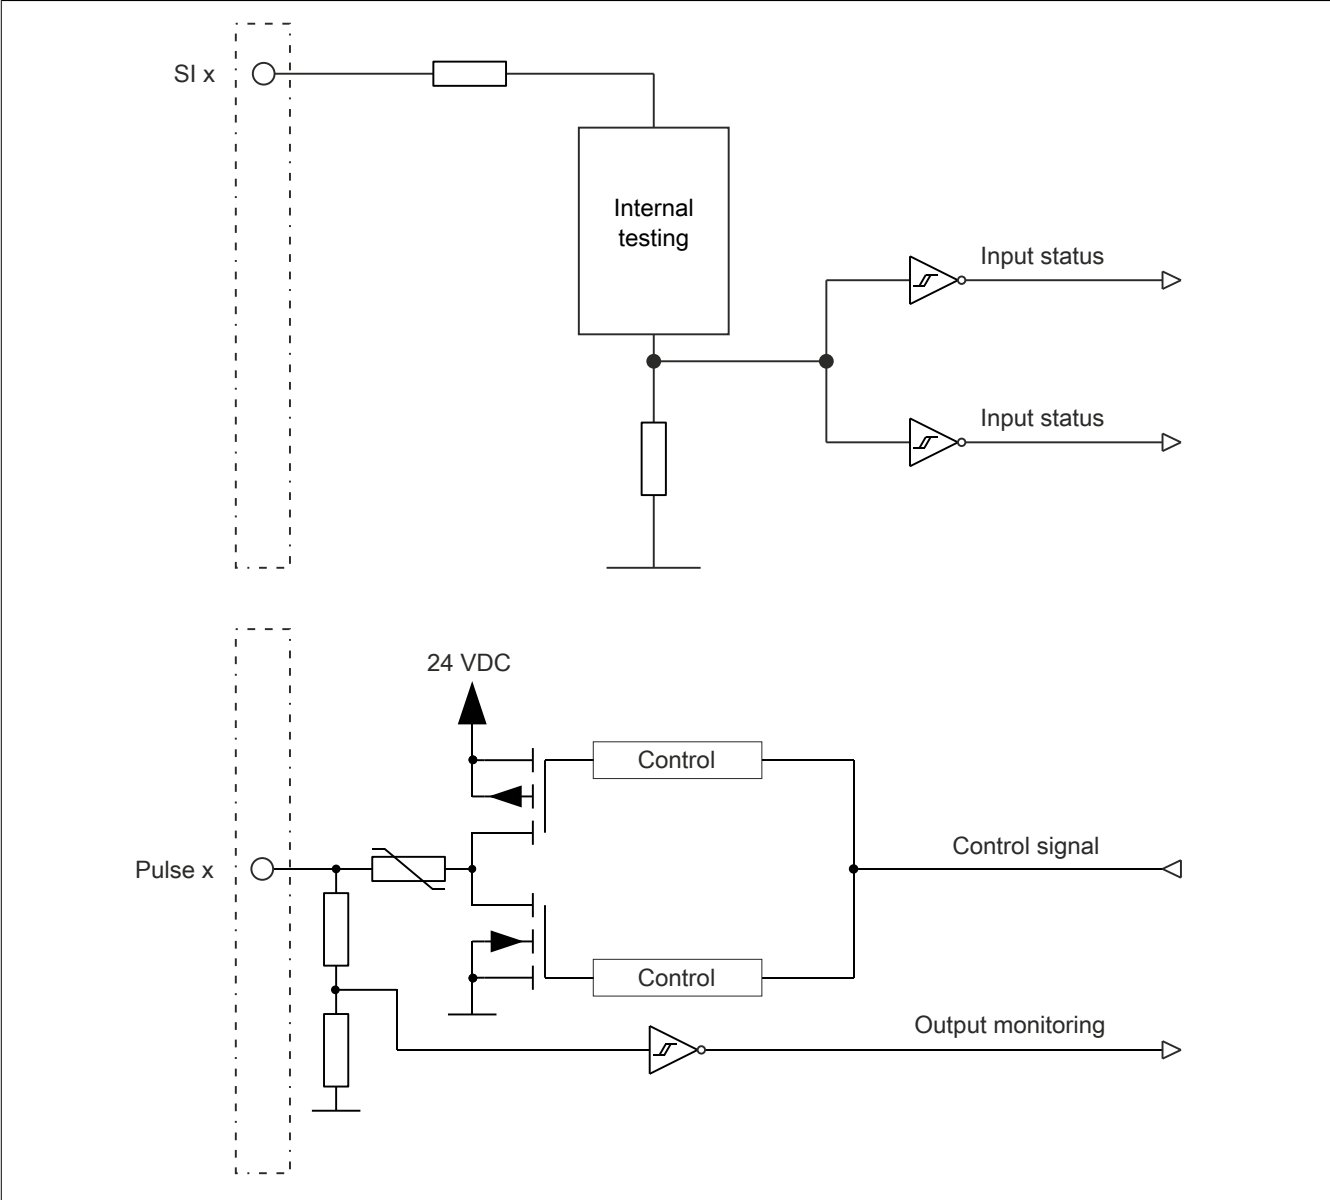 SI x
Internal
testing
Input status
Input status
24 VDC
Control
Pulse x
Control signal
Control
Output monitoring